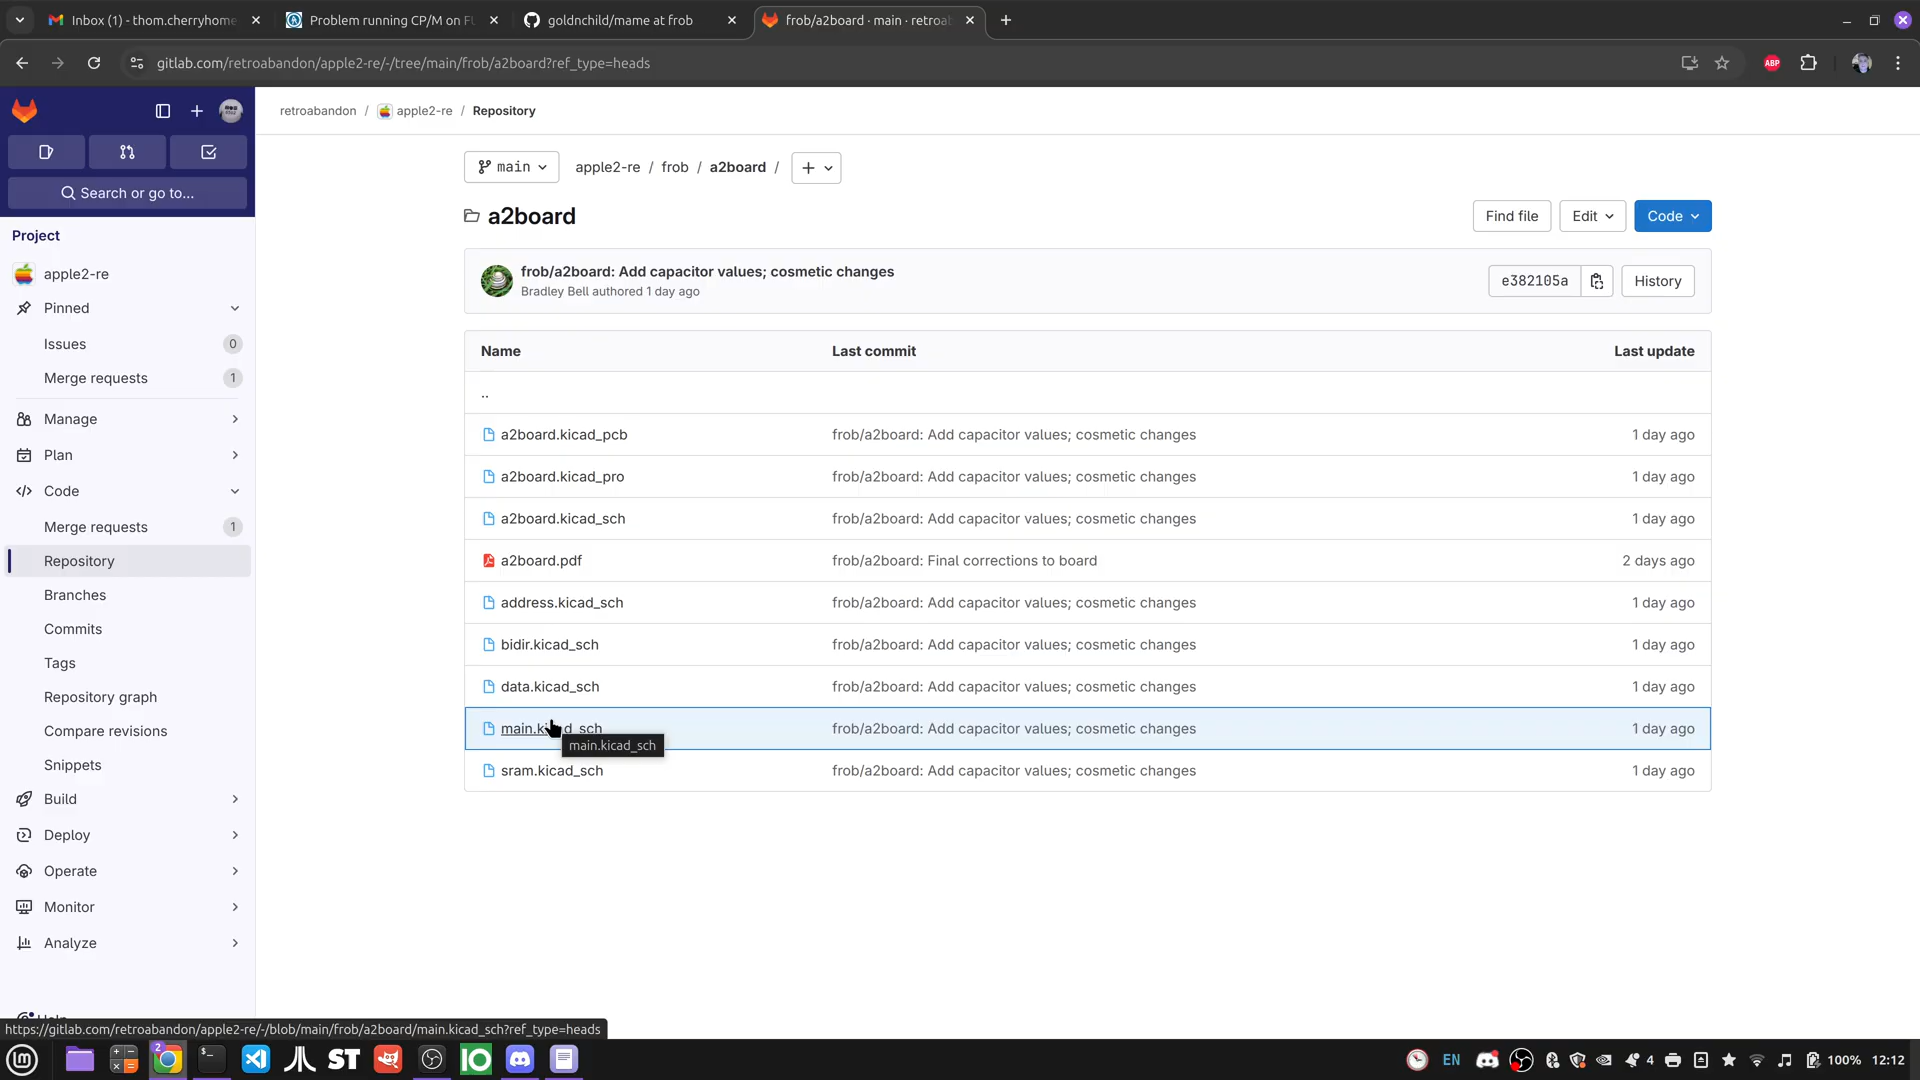 Inbox (1) - thom.cherryhome
Problem running CP/M on FU
goldnchild/mame at frob
frob/a2board · main · retroab
gitlab.com/retroabandon/apple2-re/-/tree/main/frob/a2board?ref_type=heads
ABP
retroabandon / apple2-re / Repository
Search or go to...
Project
apple2-re
Pinned
Issues 0
Merge requests 1
Manage
Plan
Code
Merge requests 1
Repository
Branches
Commits
Tags
Repository graph
Compare revisions
Snippets
Build
Deploy
Operate
Monitor
Analyze
Help
main apple2-re / frob / a2board /
a2board
Find file Edit Code
frob/a2board: Add capacitor values; cosmetic changes
Bradley Bell authored 1 day ago
e382105a History
Name Last commit Last update
..
a2board.kicad_pcb frob/a2board: Add capacitor values; cosmetic changes 1 day ago
a2board.kicad_pro frob/a2board: Add capacitor values; cosmetic changes 1 day ago
a2board.kicad_sch frob/a2board: Add capacitor values; cosmetic changes 1 day ago
a2board.pdf frob/a2board: Final corrections to board 2 days ago
address.kicad_sch frob/a2board: Add capacitor values; cosmetic changes 1 day ago
bidir.kicad_sch frob/a2board: Add capacitor values; cosmetic changes 1 day ago
data.kicad_sch frob/a2board: Add capacitor values; cosmetic changes 1 day ago
main.kicad_sch frob/a2board: Add capacitor values; cosmetic changes 1 day ago
main.kicad_sch
sram.kicad_sch frob/a2board: Add capacitor values; cosmetic changes 1 day ago
https://gitlab.com/retroabandon/apple2-re/-/blob/main/frob/a2board/main.kicad_sch?ref_type=heads
2
ST
IO
EN
4
100% 12:12